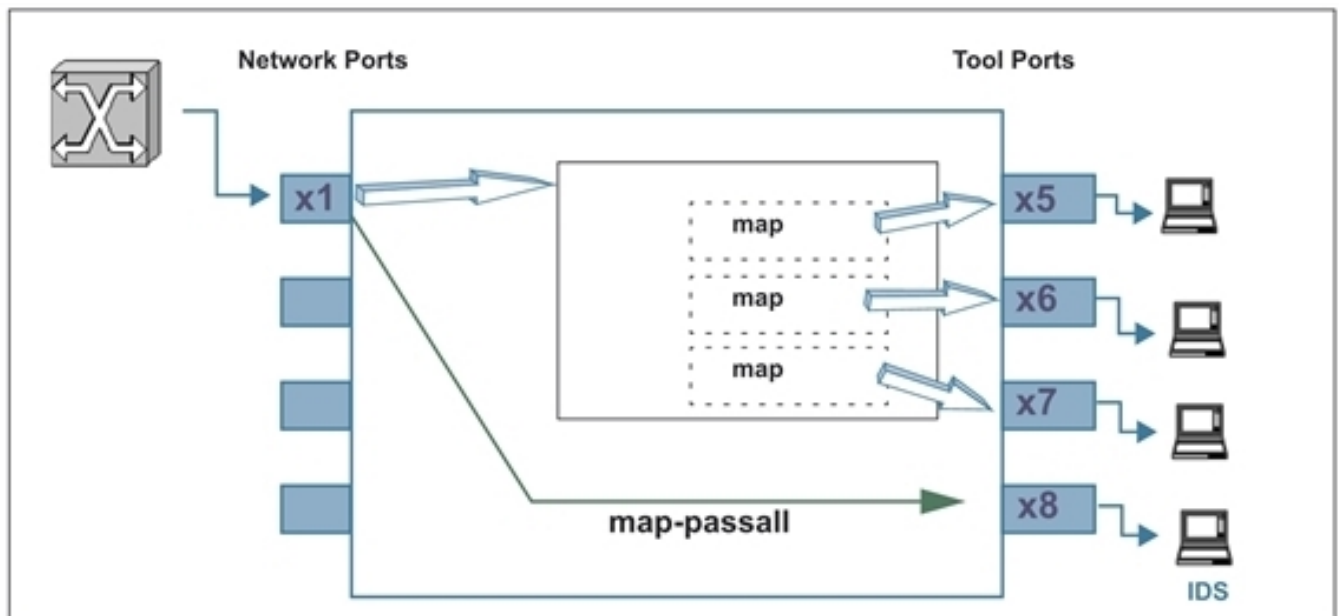 Network Ports
Tool Ports
x1
map
x5
map
x6
map
x7
map-passall
x8
IDS